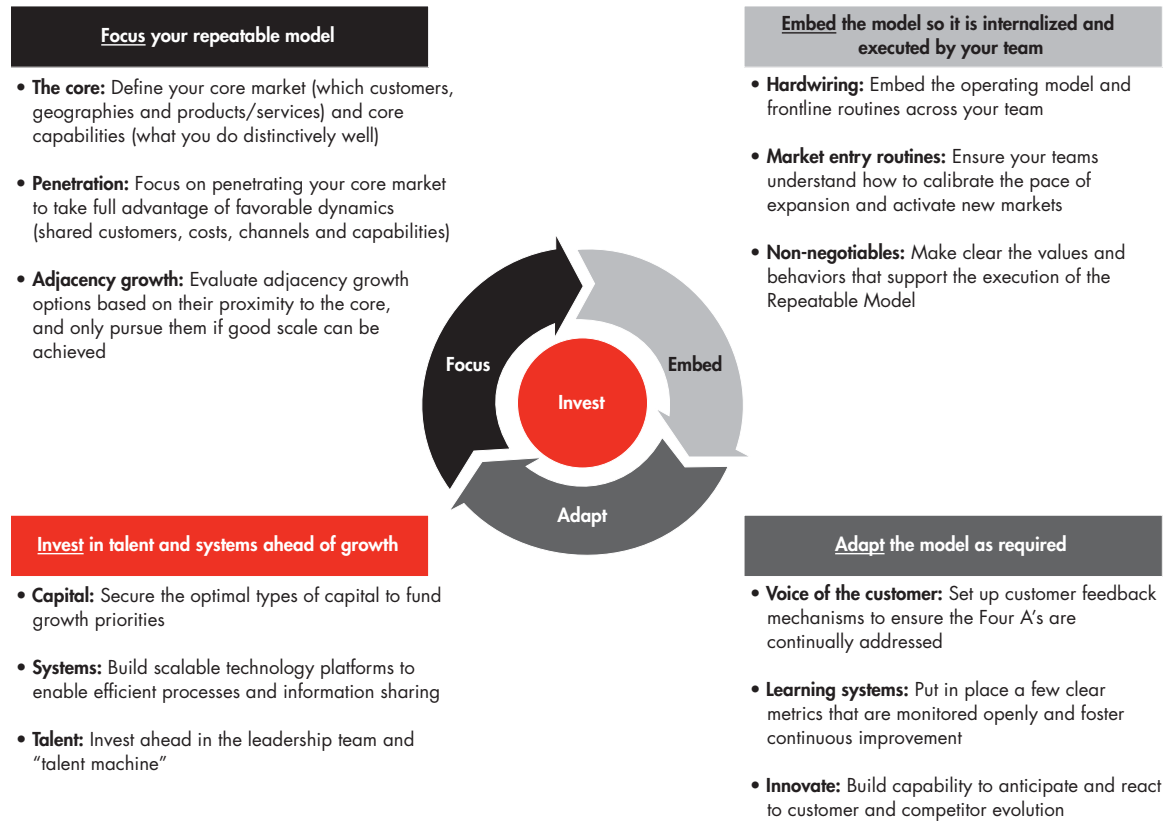 Focus your repeatable model
• The core: Define your core market (which customers,
geographies and products/services) and core
capabilities (what you do distinctively well)
• Penetration: Focus on penetrating your core market
to take full advantage of favorable dynamics
(shared customers, costs, channels and capabilities)
• Adjacency growth: Evaluate adjacency growth
options based on their proximity to the core,
and only pursue them if good scale can be
achieved
Embed the model so it is internalized and
executed by your team
• Hardwiring: Embed the operating model and
frontline routines across your team
• Market entry routines: Ensure your teams
understand how to calibrate the pace of
expansion and activate new markets
• Non-negotiables: Make clear the values and
behaviors that support the execution of the
Repeatable Model
Focus
Embed
Invest
Adapt
Invest in talent and systems ahead of growth
• Capital: Secure the optimal types of capital to fund
growth priorities
• Systems: Build scalable technology platforms to
enable efficient processes and information sharing
• Talent: Invest ahead in the leadership team and
“talent machine”
Adapt the model as required
• Voice of the customer: Set up customer feedback
mechanisms to ensure the Four A’s are
continually addressed
• Learning systems: Put in place a few clear
metrics that are monitored openly and foster
continuous improvement
• Innovate: Build capability to anticipate and react
to customer and competitor evolution